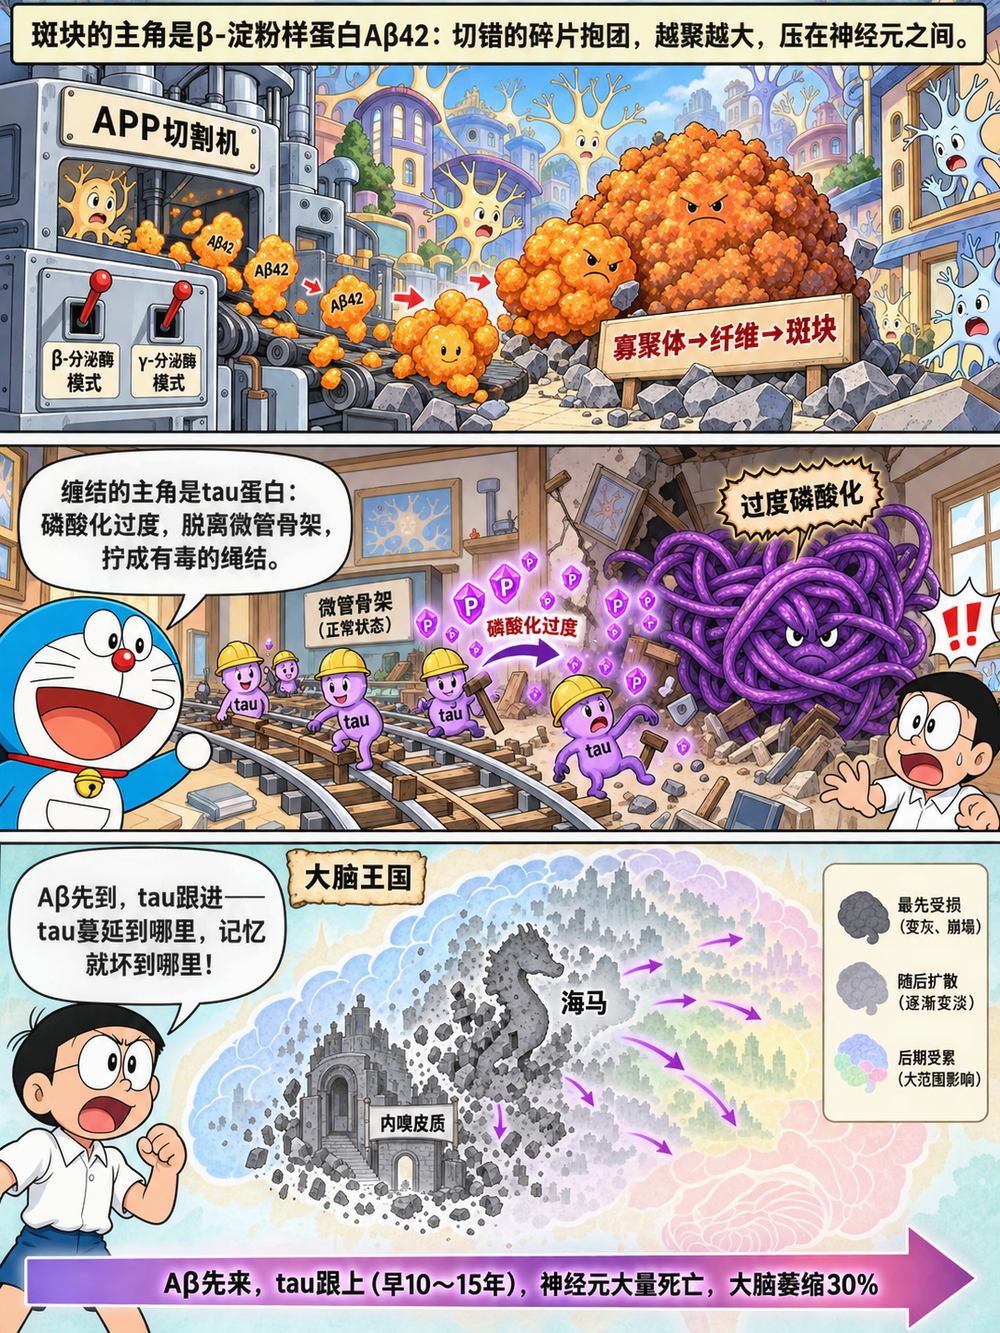 斑块的主角是β-淀粉样蛋白Aβ42：切错的碎片抱团，越聚越大，压在神经元之间。
APP切割机
Aβ42
Aβ42
Aβ42
β-分泌酶
模式
γ-分泌酶
模式
寡聚体→纤维→斑块
缠结的主角是tau蛋白：
磷酸化过度，脱离微管骨架，
拧成有毒的绳结。
微管骨架
（正常状态）
磷酸化过度
过度磷酸化
P
P
P
P
P
P
P
P
P
tau
tau
tau
tau
!!
Aβ先到，tau跟进——
tau蔓延到哪里，记忆
就坏到哪里！
大脑王国
海马
内嗅皮质
最先受损
（变灰、崩塌）
随后扩散
（逐渐变淡）
后期受累
（大范围影响）
Aβ先来，tau跟上（早10～15年），神经元大量死亡，大脑萎缩30%